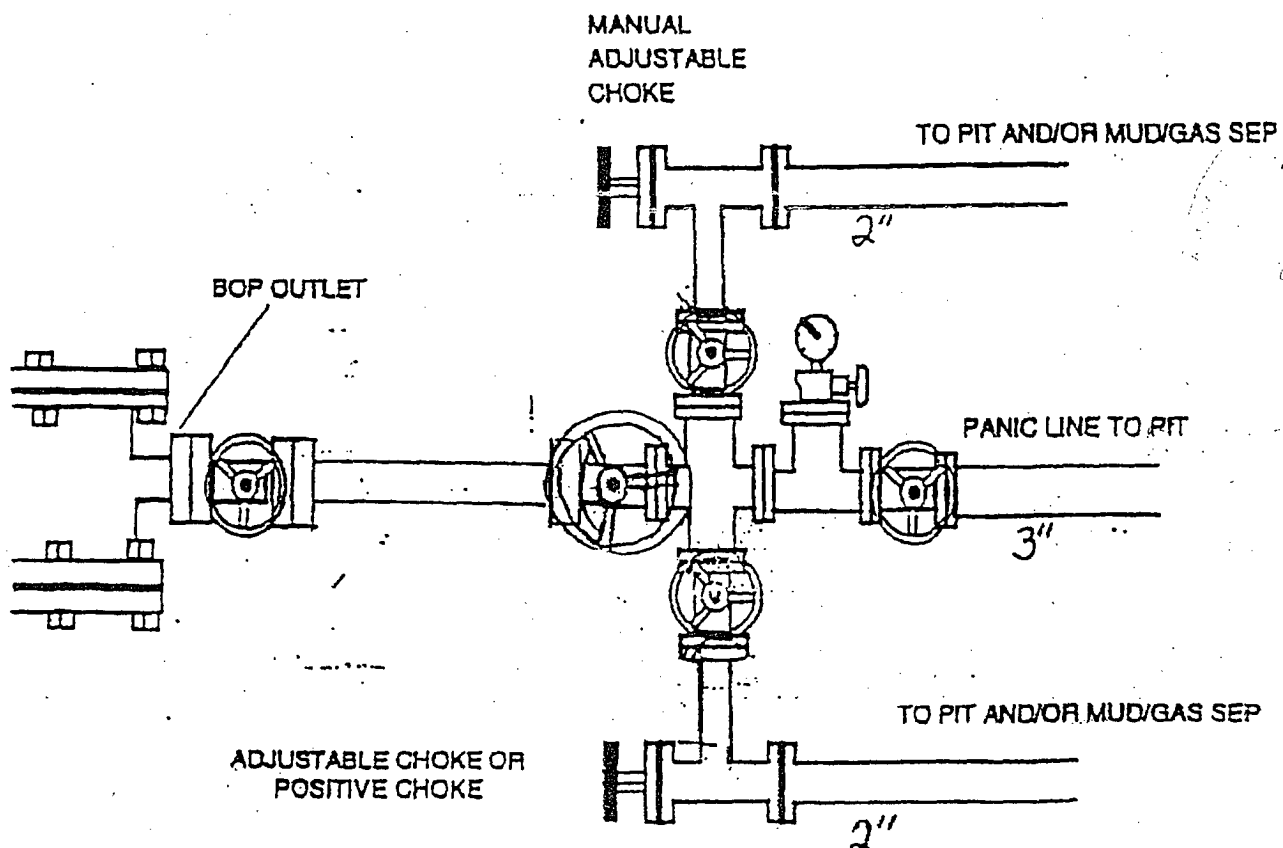 MANUAL
ADJUSTABLE
CHOKE
TO PIT AND/OR MUD/GAS SEP
2"
BOP OUTLET
PANIC LINE TO PIT
3"
TO PIT AND/OR MUD/GAS SEP
ADJUSTABLE CHOKE OR
POSITIVE CHOKE
2"